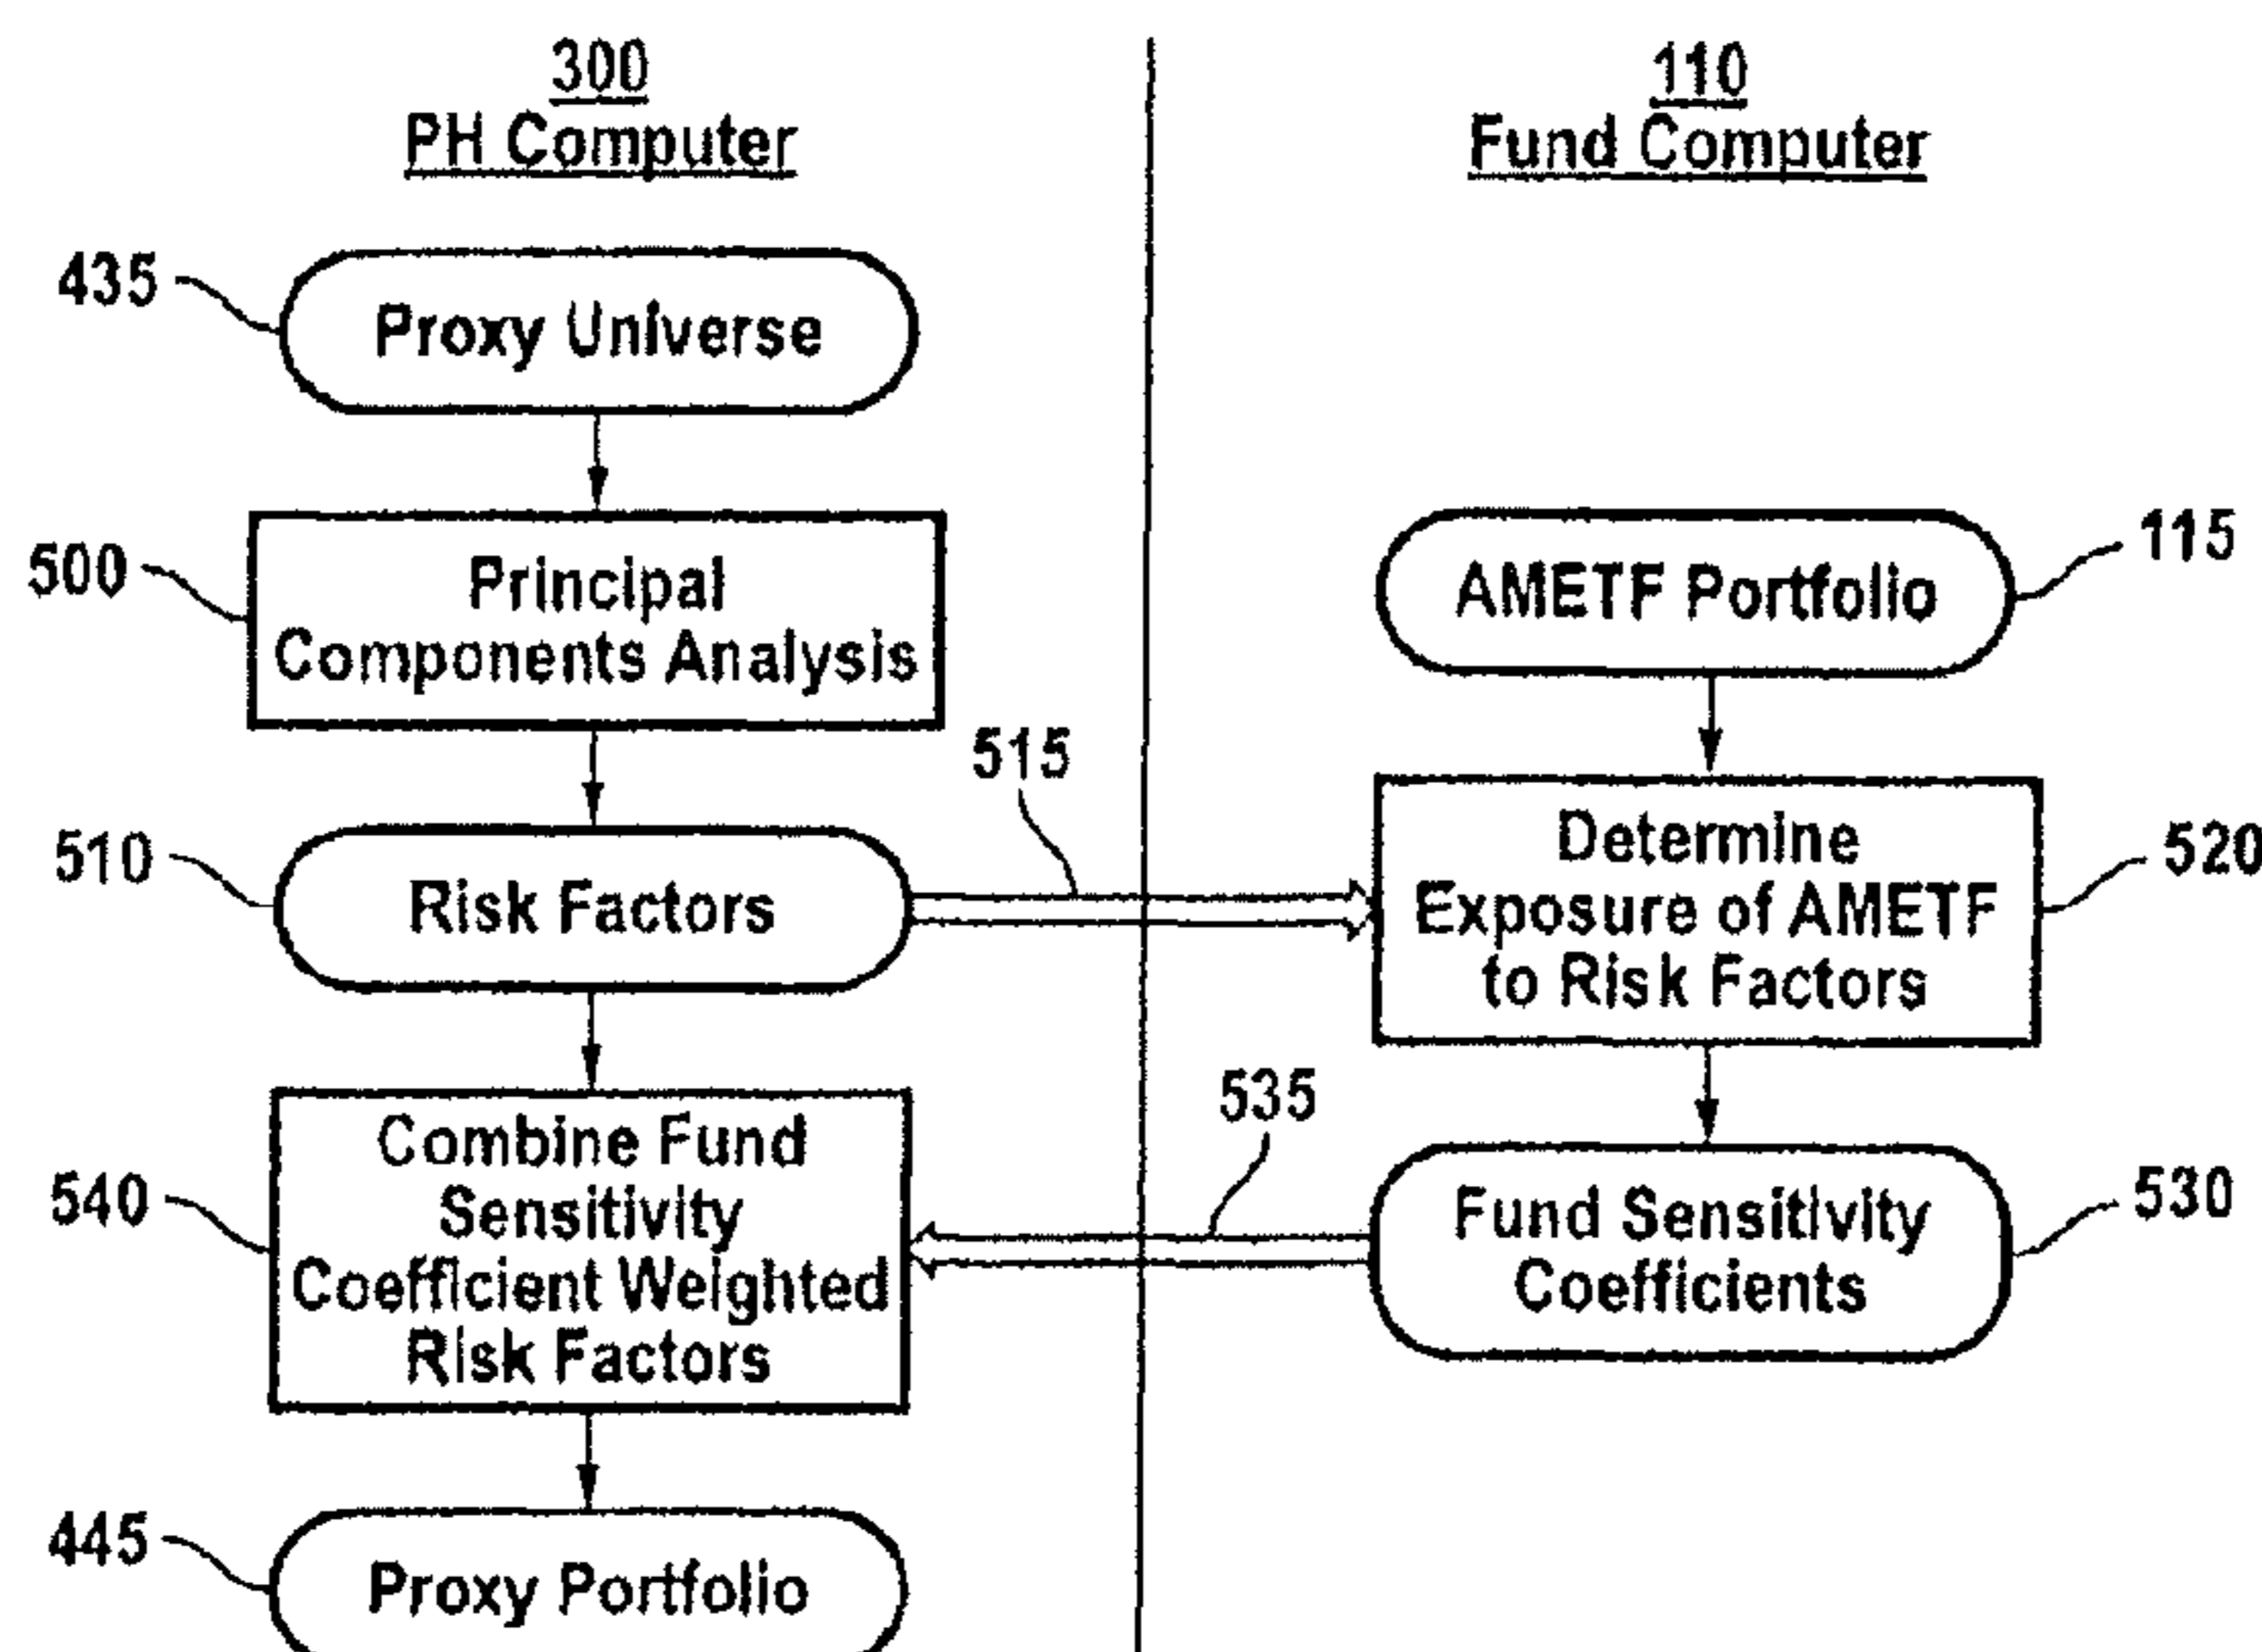 300
PH Computer
110
Fund Computer
435
Proxy Universe
500
Principal
Components Analysis
115
AMETF Portfolio
515
510
Risk Factors
520
Determine
Exposure of AMETF
to Risk Factors
535
540
Combine Fund
Sensitivity
Coefficient Weighted
Risk Factors
530
Fund Sensitivity
Coefficients
445
Proxy Portfolio